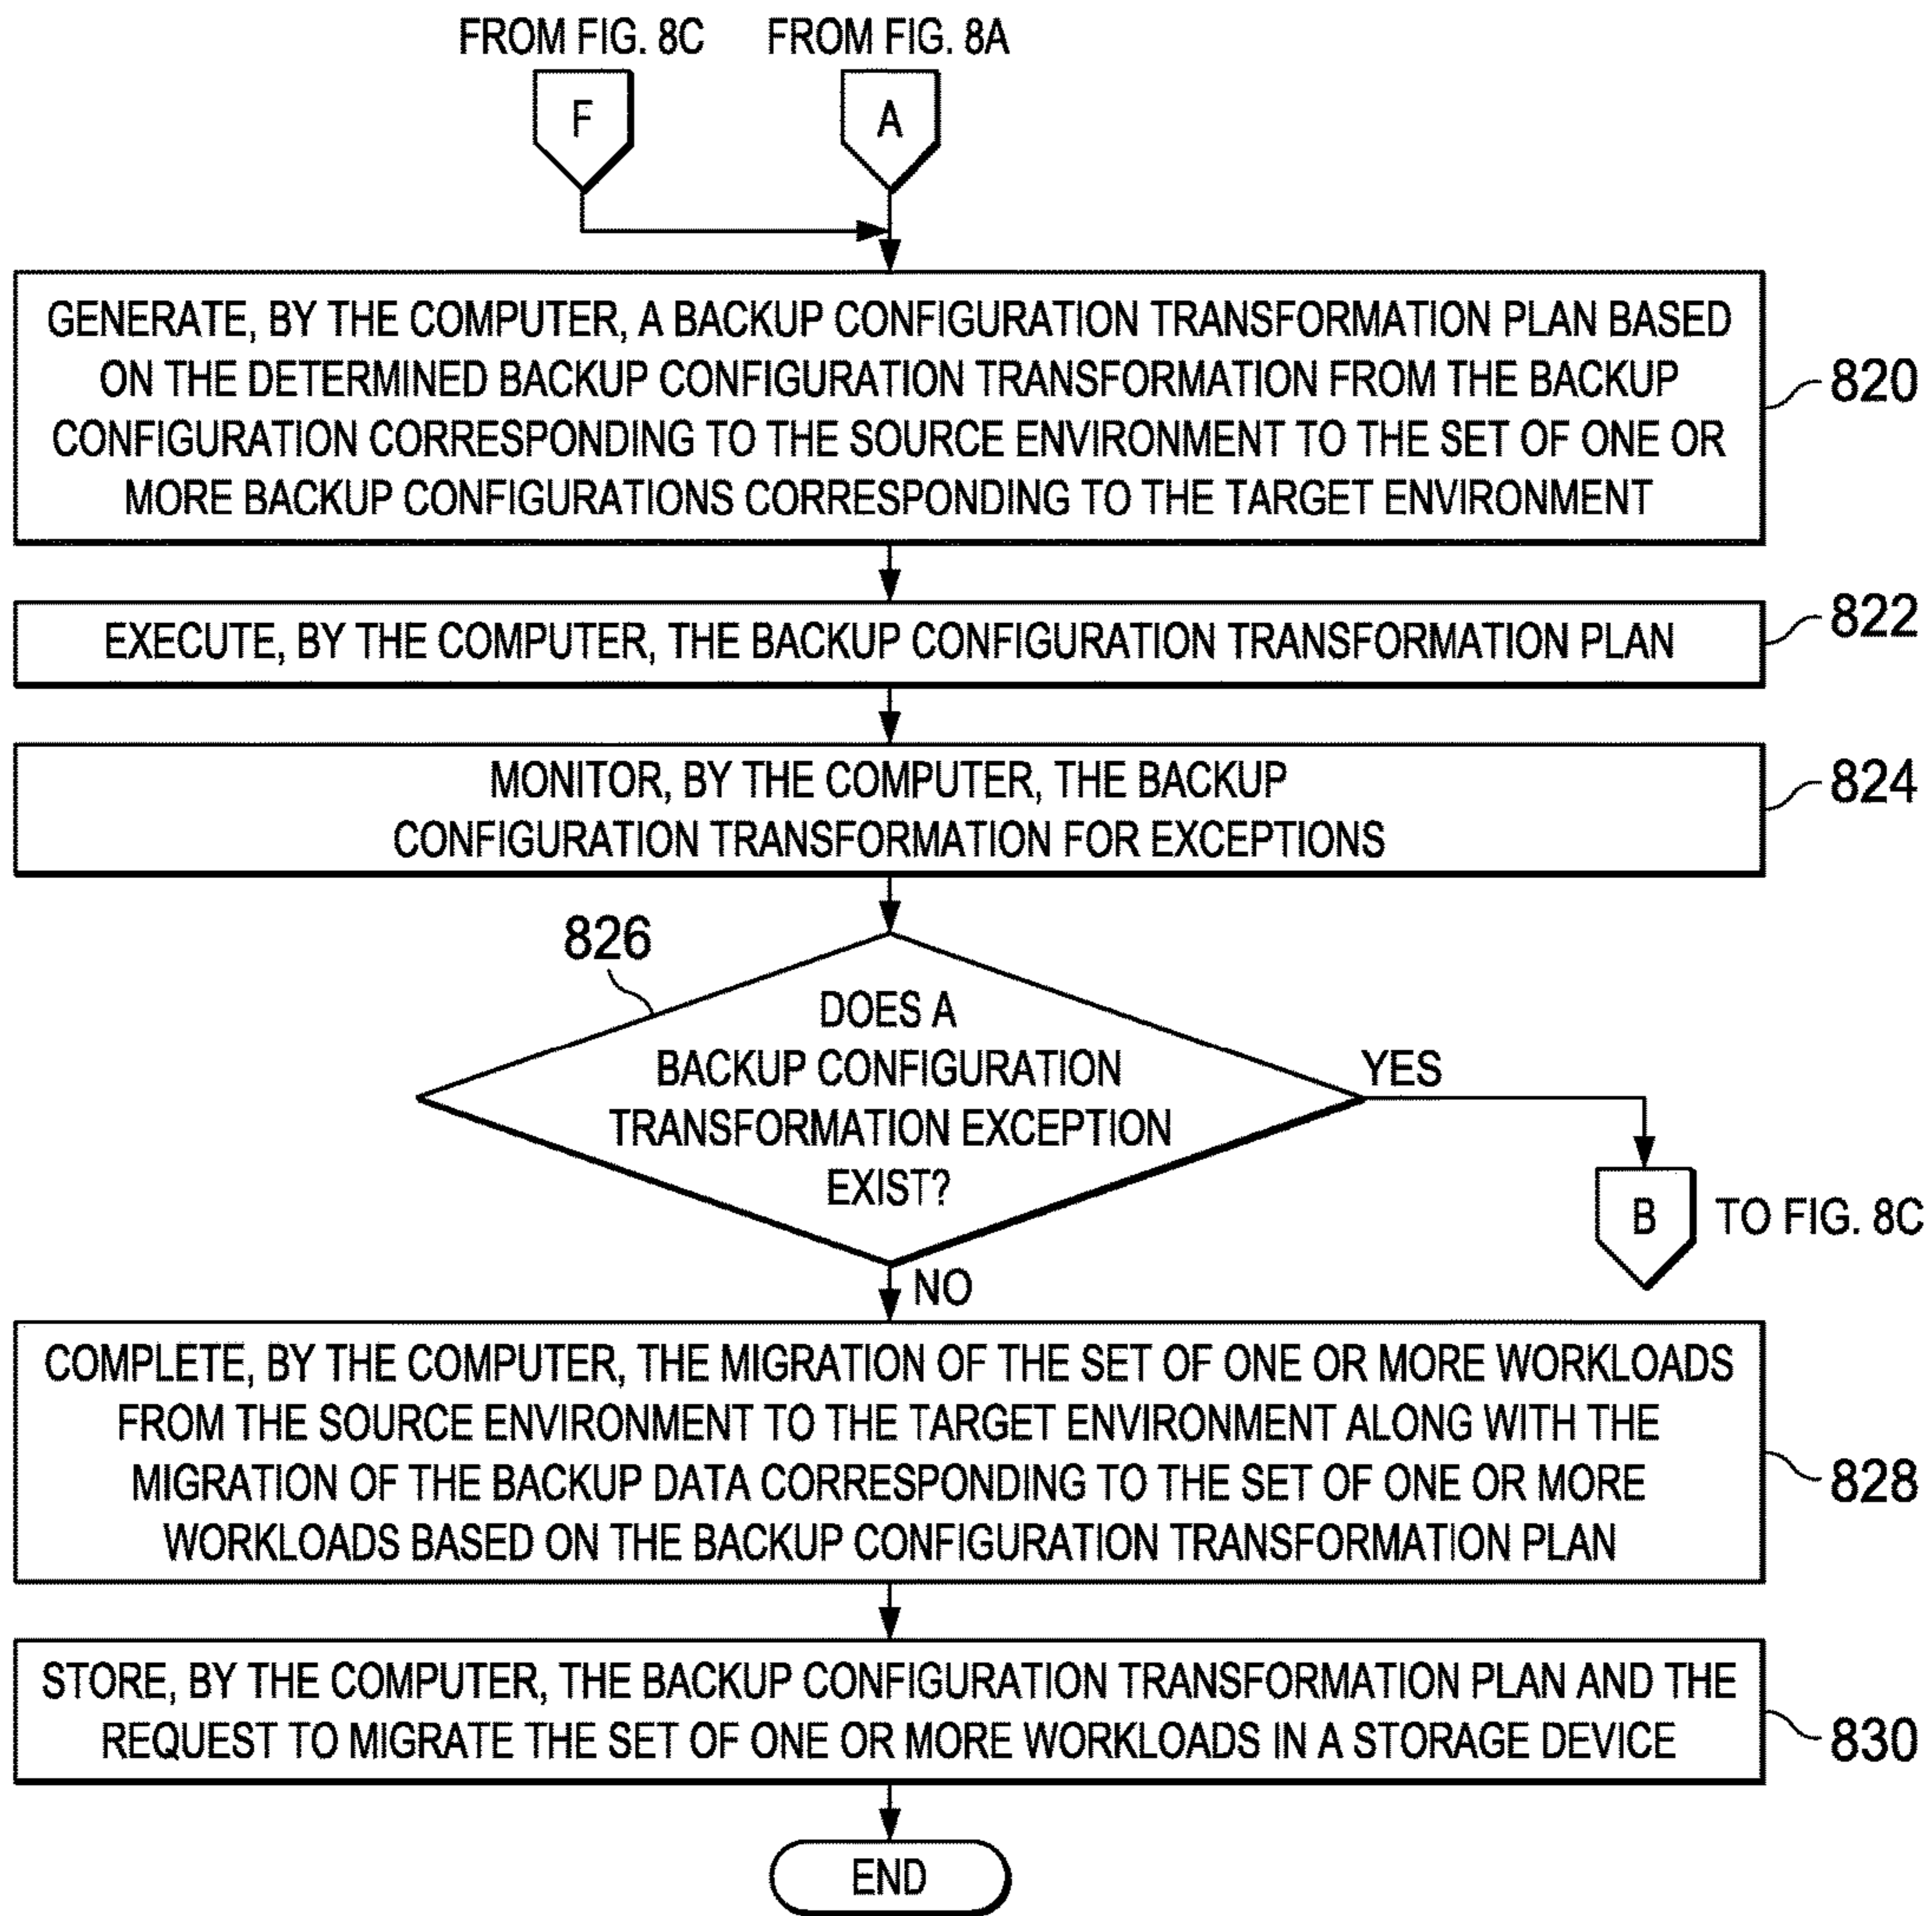 FROM FIG. 8C
FROM FIG. 8A
F
A
GENERATE, BY THE COMPUTER, A BACKUP CONFIGURATION TRANSFORMATION PLAN BASED
ON THE DETERMINED BACKUP CONFIGURATION TRANSFORMATION FROM THE BACKUP
CONFIGURATION CORRESPONDING TO THE SOURCE ENVIRONMENT TO THE SET OF ONE OR
MORE BACKUP CONFIGURATIONS CORRESPONDING TO THE TARGET ENVIRONMENT
820
EXECUTE, BY THE COMPUTER, THE BACKUP CONFIGURATION TRANSFORMATION PLAN
822
MONITOR, BY THE COMPUTER, THE BACKUP
CONFIGURATION TRANSFORMATION FOR EXCEPTIONS
824
826
DOES A
BACKUP CONFIGURATION
TRANSFORMATION EXCEPTION
EXIST?
YES
B
TO FIG. 8C
NO
COMPLETE, BY THE COMPUTER, THE MIGRATION OF THE SET OF ONE OR MORE WORKLOADS
FROM THE SOURCE ENVIRONMENT TO THE TARGET ENVIRONMENT ALONG WITH THE
MIGRATION OF THE BACKUP DATA CORRESPONDING TO THE SET OF ONE OR MORE
WORKLOADS BASED ON THE BACKUP CONFIGURATION TRANSFORMATION PLAN
828
STORE, BY THE COMPUTER, THE BACKUP CONFIGURATION TRANSFORMATION PLAN AND THE
REQUEST TO MIGRATE THE SET OF ONE OR MORE WORKLOADS IN A STORAGE DEVICE
830
END